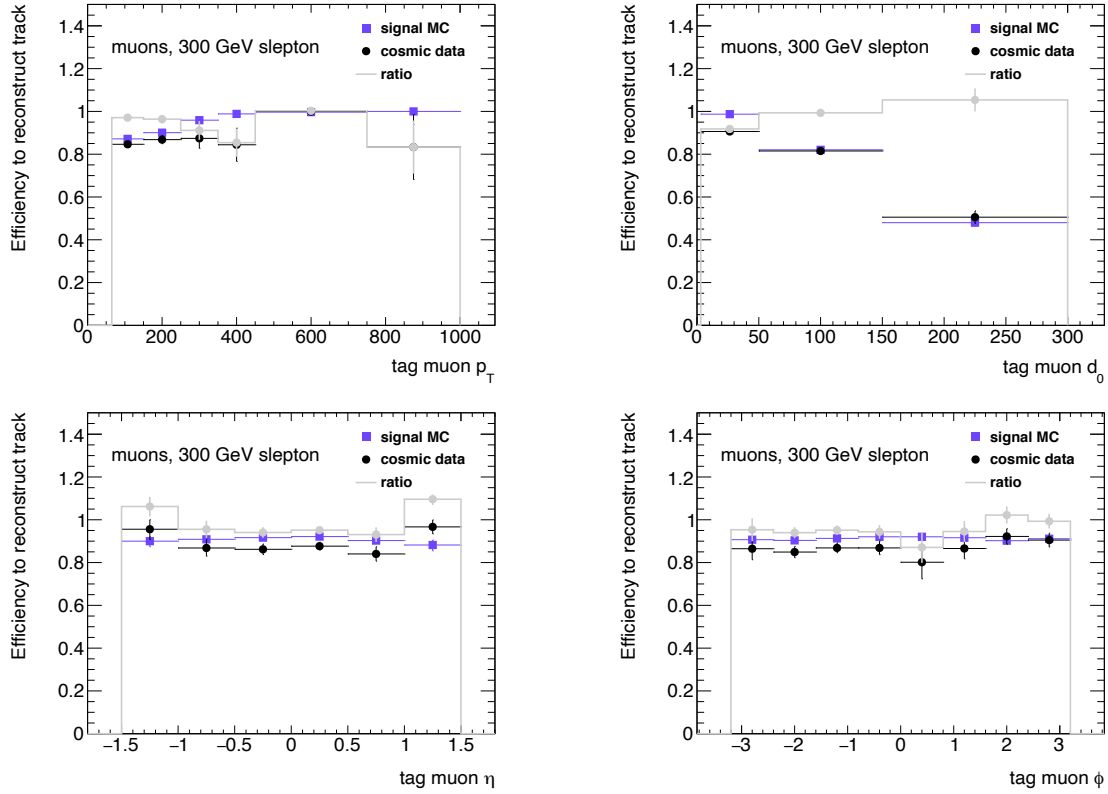 Efficiency to reconstruct track
muons, 300 GeV slepton
signal MC
cosmic data
ratio
1.4
1.2
1
0.8
0.6
0.4
0.2
0
0 200 400 600 800 1000
tag muon p_T
Efficiency to reconstruct track
muons, 300 GeV slepton
signal MC
cosmic data
ratio
1.4
1.2
1
0.8
0.6
0.4
0.2
0
0 50 100 150 200 250 300
tag muon d_0
Efficiency to reconstruct track
muons, 300 GeV slepton
signal MC
cosmic data
ratio
1.4
1.2
1
0.8
0.6
0.4
0.2
0
−1.5 −1 −0.5 0 0.5 1 1.5
tag muon η
Efficiency to reconstruct track
muons, 300 GeV slepton
signal MC
cosmic data
ratio
1.4
1.2
1
0.8
0.6
0.4
0.2
0
−3 −2 −1 0 1 2 3
tag muon ϕ